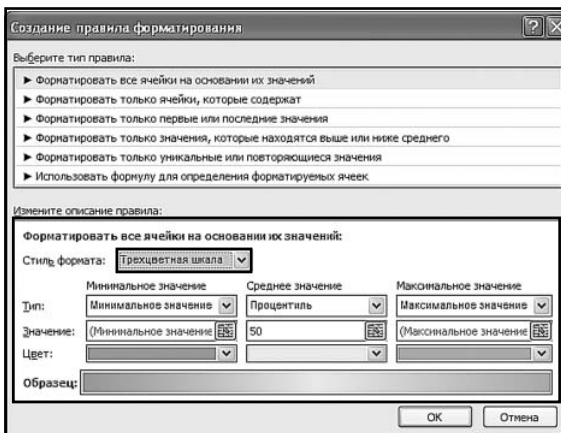 Создание правила форматирования
Выберите тип правила:
► Форматировать все ячейки на основании их значений
► Форматировать только ячейки, которые содержат
► Форматировать только первые или последние значения
► Форматировать только значения, которые находятся выше или ниже среднего
► Форматировать только уникальные или повторяющиеся значения
► Использовать формулу для определения форматируемых ячеек
Измените описание правила:
Форматировать все ячейки на основании их значений:
Стиль формата: Трехцветная шкала
Минимальное значение Среднее значение Максимальное значение
Тип: Минимальное значение Процентиль Максимальное значение
Значение: (Минимальное значение 50 (Максимальное значение
Цвет:
Образец:
ОК Отмена